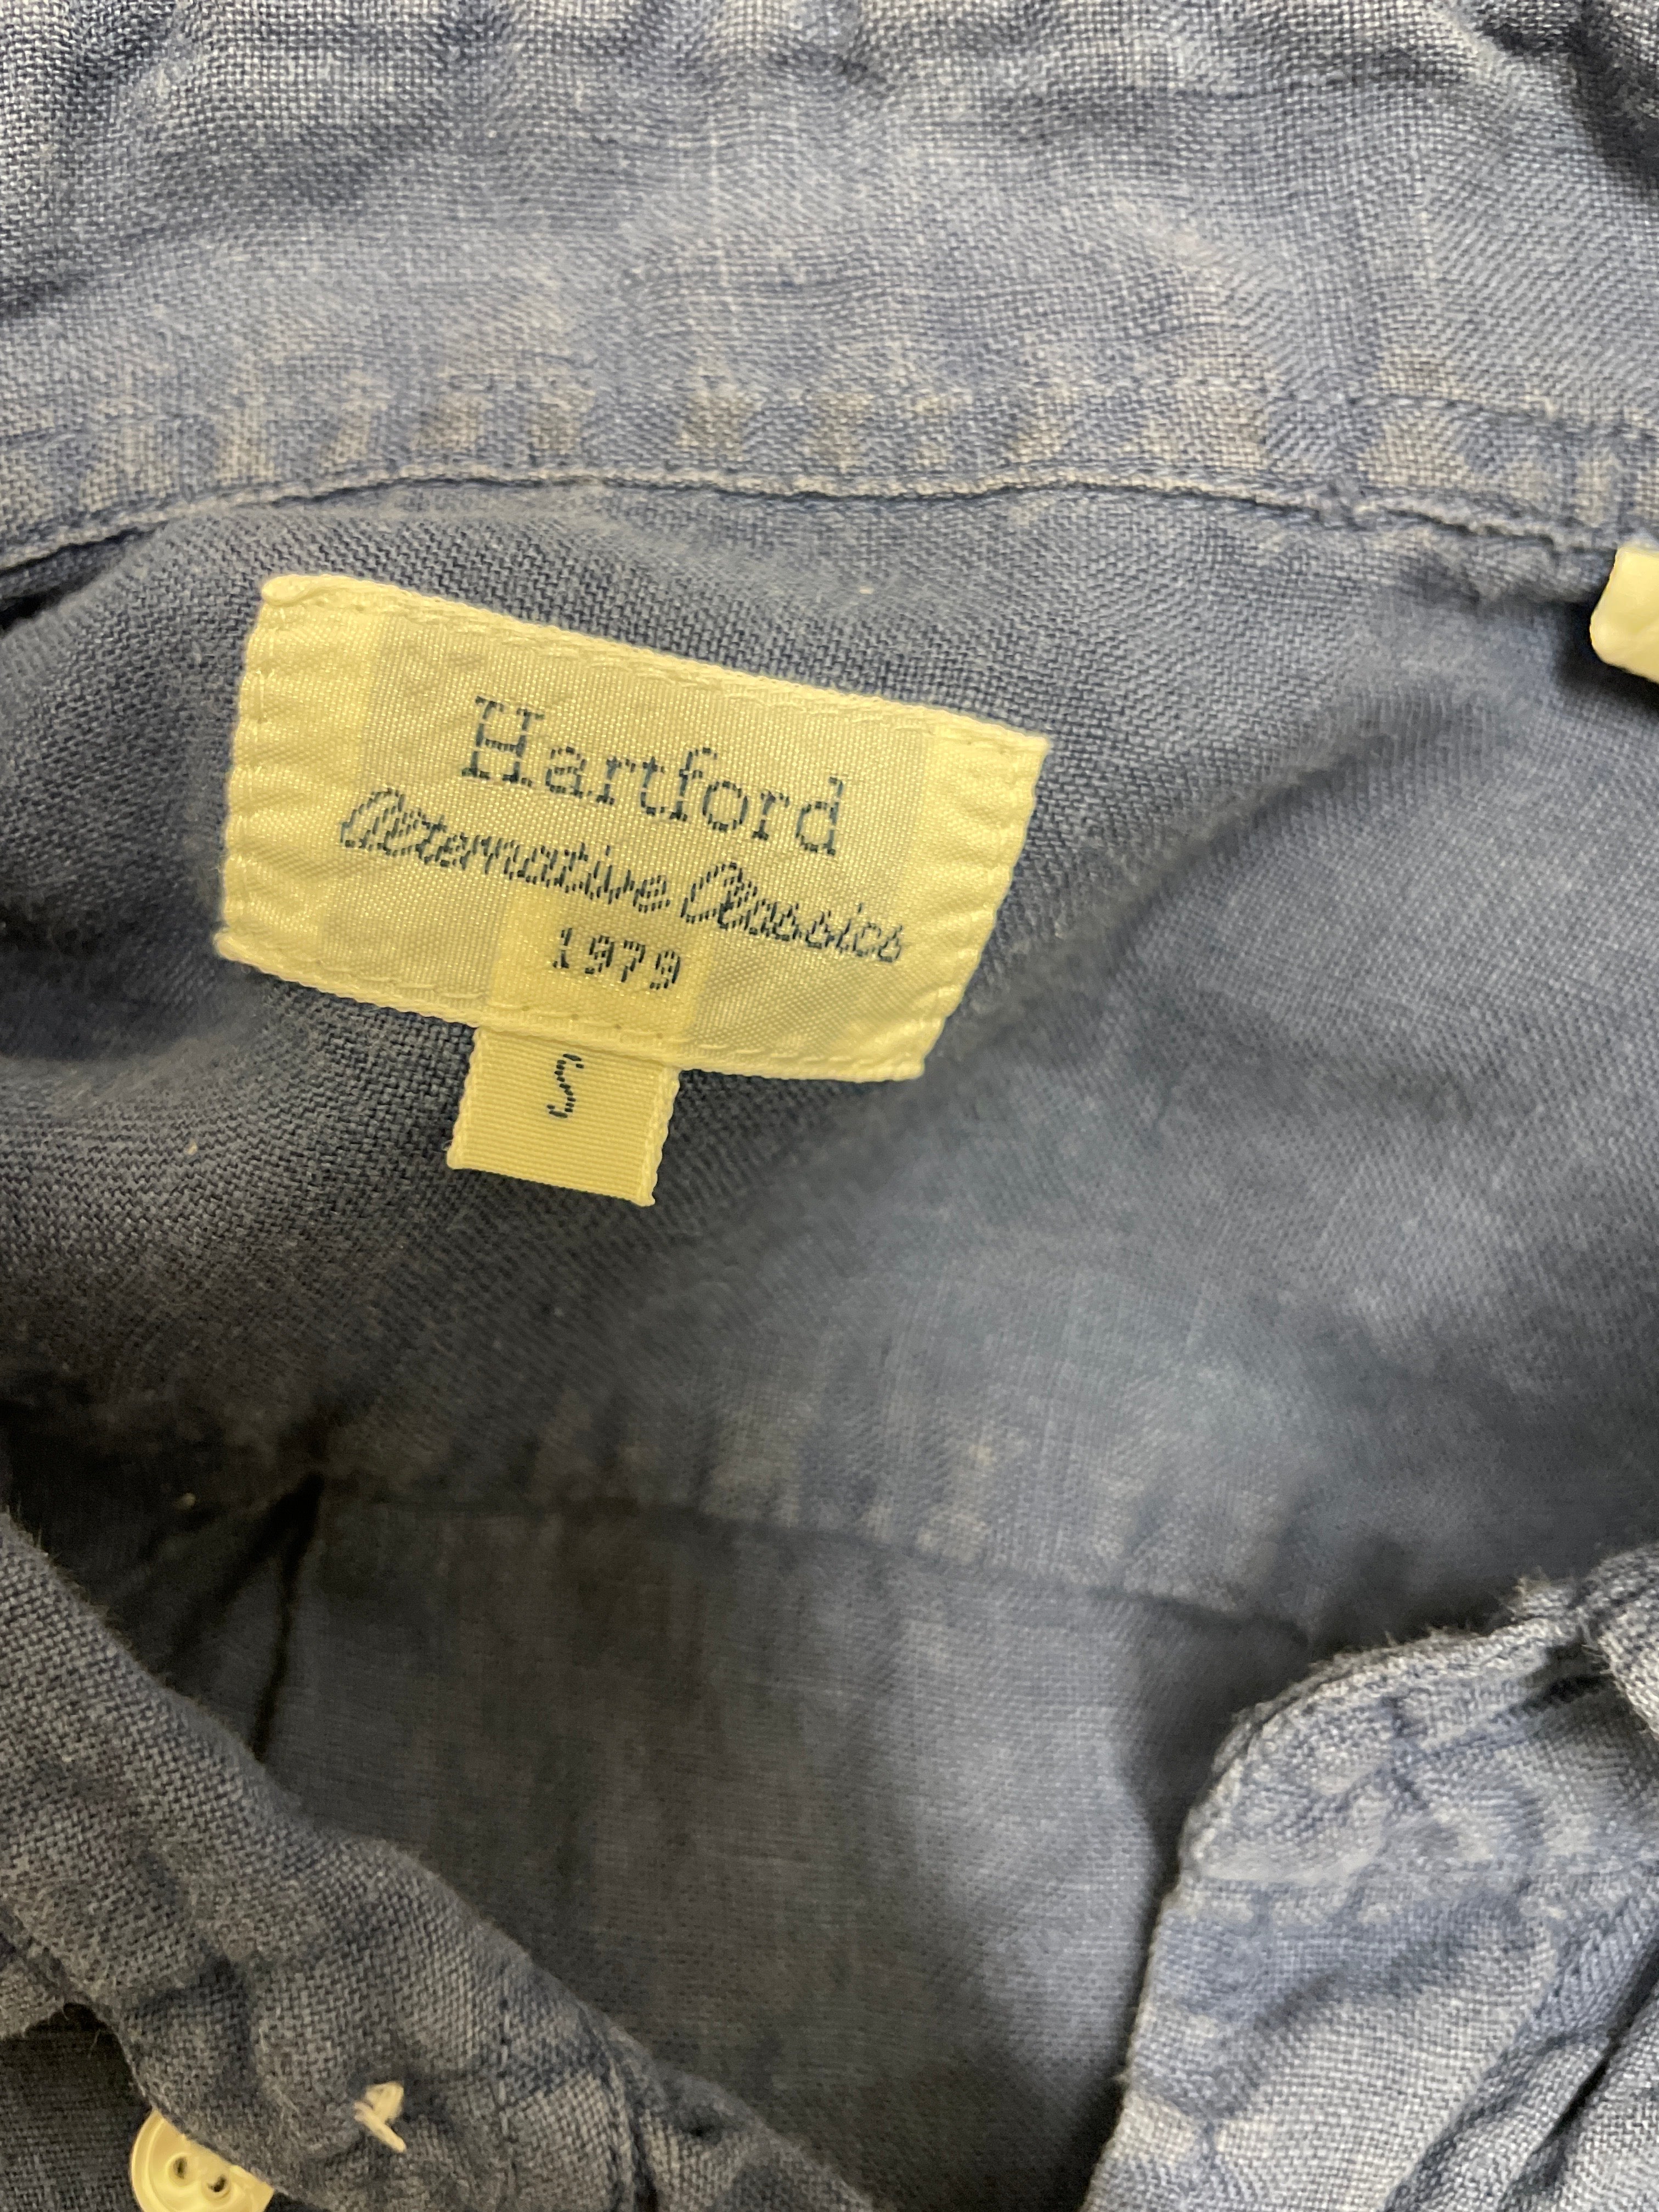 Hartford
Alternative Classics
1979
S